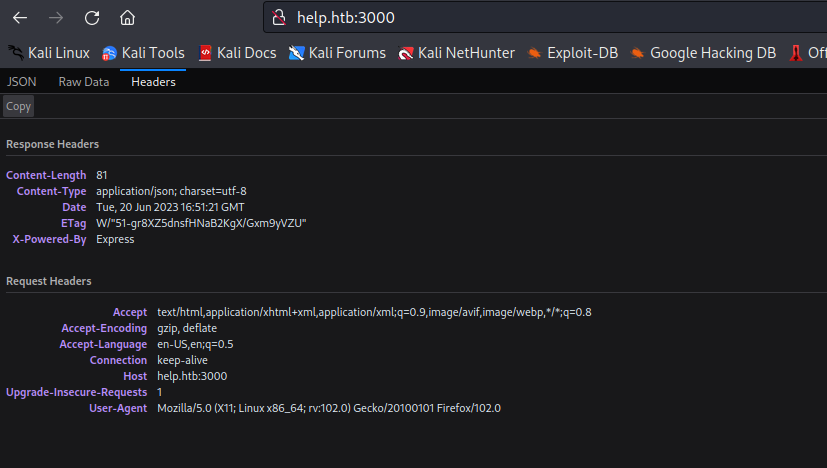 help.htb:3000
Kali Linux Kali Tools Kali Docs Kali Forums Kali NetHunter Exploit-DB Google Hacking DB Off
JSON Raw Data Headers
Copy
Response Headers
Content-Length 81
Content-Type application/json; charset=utf-8
Date Tue, 20 Jun 2023 16:51:21 GMT
ETag W/"51-gr8XZ5dnsfHNaB2KgX/Gxm9yVZU"
X-Powered-By Express
Request Headers
Accept text/html,application/xhtml+xml,application/xml;q=0.9,image/avif,image/webp,*/*;q=0.8
Accept-Encoding gzip, deflate
Accept-Language en-US,en;q=0.5
Connection keep-alive
Host help.htb:3000
Upgrade-Insecure-Requests 1
User-Agent Mozilla/5.0 (X11; Linux x86_64; rv:102.0) Gecko/20100101 Firefox/102.0